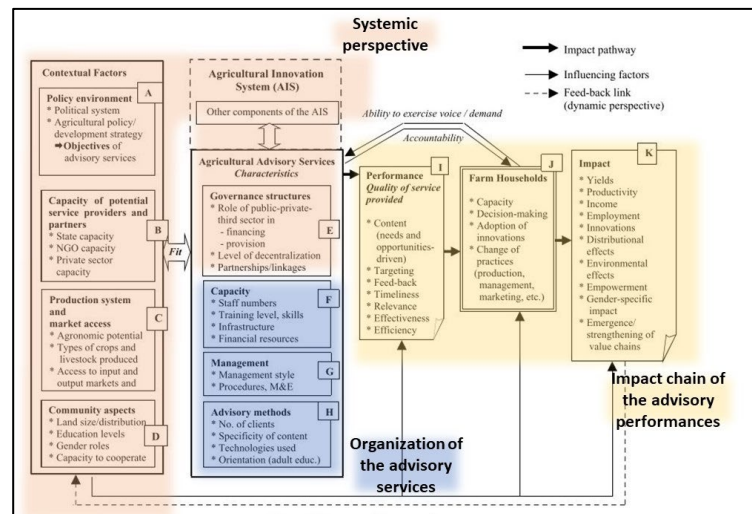 Systemic
perspective
Impact pathway
Influencing factors
Feed-back link
(dynamic perspective)
Contextual Factors
A
Policy environment
* Political system
* Agricultural policy/
development strategy
➡Objectives of
advisory services
Capacity of potential
service providers and
partners
B
* State capacity
* NGO capacity
* Private sector
capacity
Production system
and
market access
C
* Agronomic potential
* Types of crops and
livestock produced
* Access to input and
output markets and
Community aspects
* Land size/distribution
* Education levels
D
* Gender roles
* Capacity to cooperate
Fit
Agricultural Innovation
System (AIS)
Other components of the AIS
Agricultural Advisory Services
Characteristics
Governance structures
* Role of public-private-
third sector in
- financing
- provision
E
* Level of decentralization
* Partnerships/linkages
Capacity
F
* Staff numbers
* Training level, skills
* Infrastructure
* Financial resources
Management
G
* Management style
* Procedures, M&E
Advisory methods
H
* No. of clients
* Specificity of content
* Technologies used
* Orientation (adult educ.)
Ability to exercise voice / demand
Accountability
I
Performance
Quality of service
provided
* Content
(needs and
opportunities-
driven)
* Targeting
* Feed-back
* Timeliness
* Relevance
* Effectiveness
* Efficiency
J
Farm Households
* Capacity
* Decision-making
* Adoption of
innovations
* Change of
practices
(production,
management,
marketing, etc.)
K
Impact
* Yields
* Productivity
* Income
* Employment
* Innovations
* Distributional
effects
* Environmental
effects
* Empowerment
* Gender-specific
impact
* Emergence/
strengthening of
value chains
Impact chain of
the advisory
performances
Organization of
the advisory
services